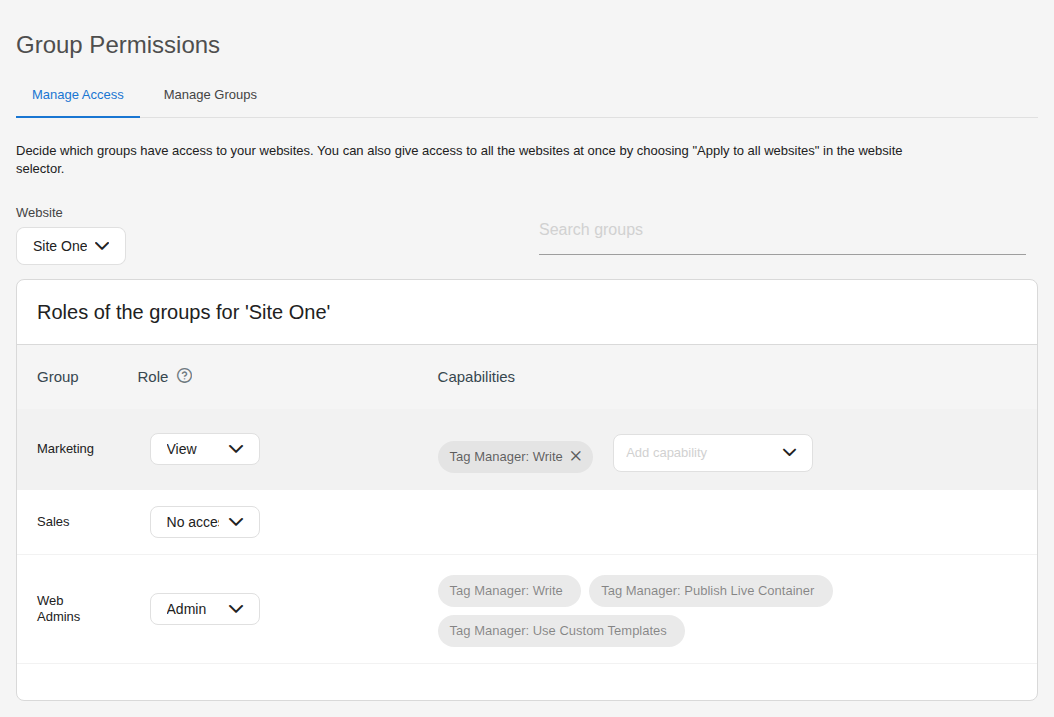 Group Permissions
Manage Access Manage Groups
Decide which groups have access to your websites. You can also give access to all the websites at once by choosing "Apply to all websites" in the website
selector.
Website
Site One
Search groups
Roles of the groups for 'Site One'
Group Role Capabilities
Marketing View Tag Manager: Write Add capability
Sales No acce
Web
Admins
Admin
Tag Manager: Write Tag Manager: Publish Live Container
Tag Manager: Use Custom Templates